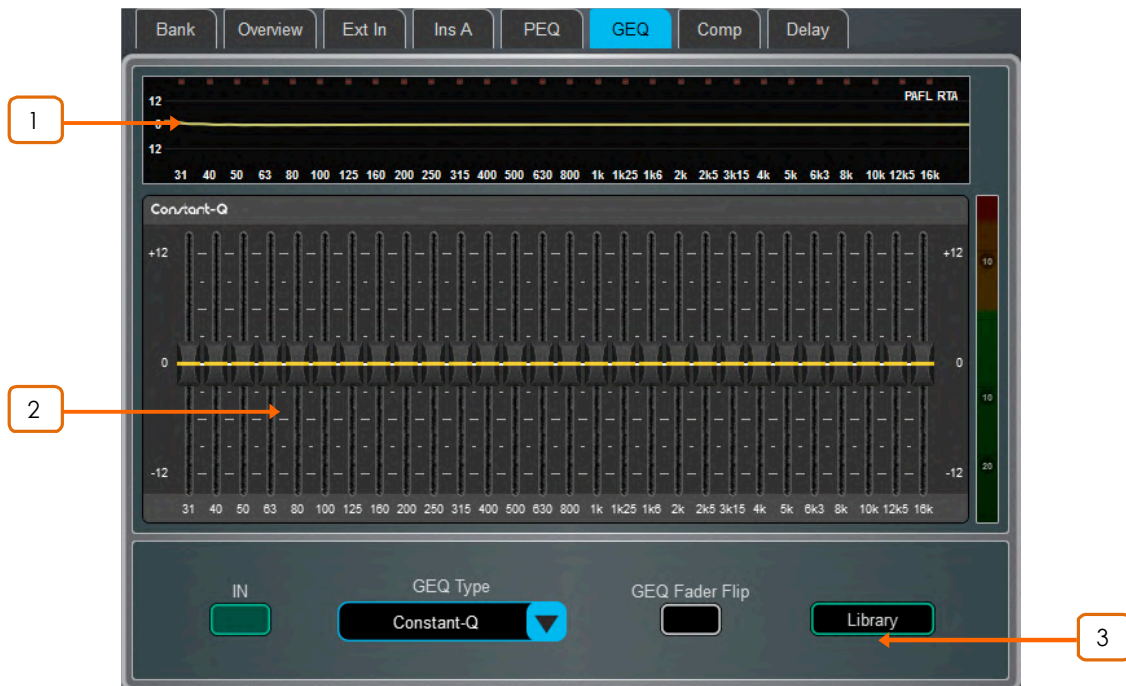 Bank Overview Ext In Ins A PEQ GEQ Comp Delay
PAFL RTA
12
1
0
12
31 40 50 63 80 100 125 160 200 250 315 400 500 630 800 1k 1k25 1k6 2k 2k5 3k15 4k 5k 6k3 8k 10k 12k5 16k
Constant-Q
+12 +12
10
0 0
10
2
-12 -12
20
31 40 50 63 80 100 125 160 200 250 315 400 500 630 800 1k 1k25 1k6 2k 2k5 3k15 4k 5k 6k3 8k 10k 12k5 16k
IN GEQ Type GEQ Fader Flip
Constant-Q Library
3